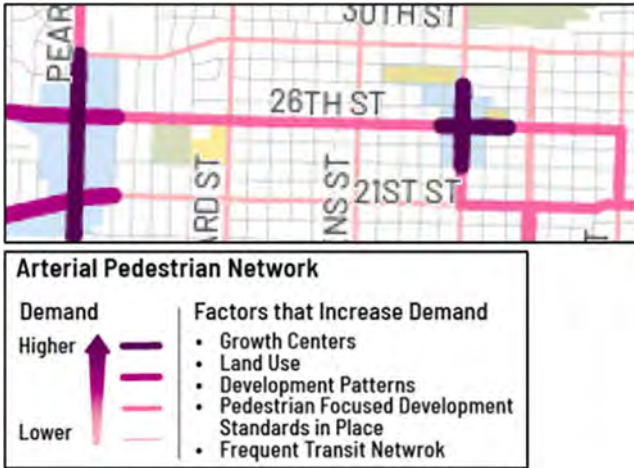 30TH ST
PEAR
26TH ST
21ST ST
ARD ST
NS ST
T
Arterial Pedestrian Network
Demand
Higher
Lower
Factors that Increase Demand
• Growth Centers
• Land Use
• Development Patterns
• Pedestrian Focused Development
Standards in Place
• Frequent Transit Netwrok